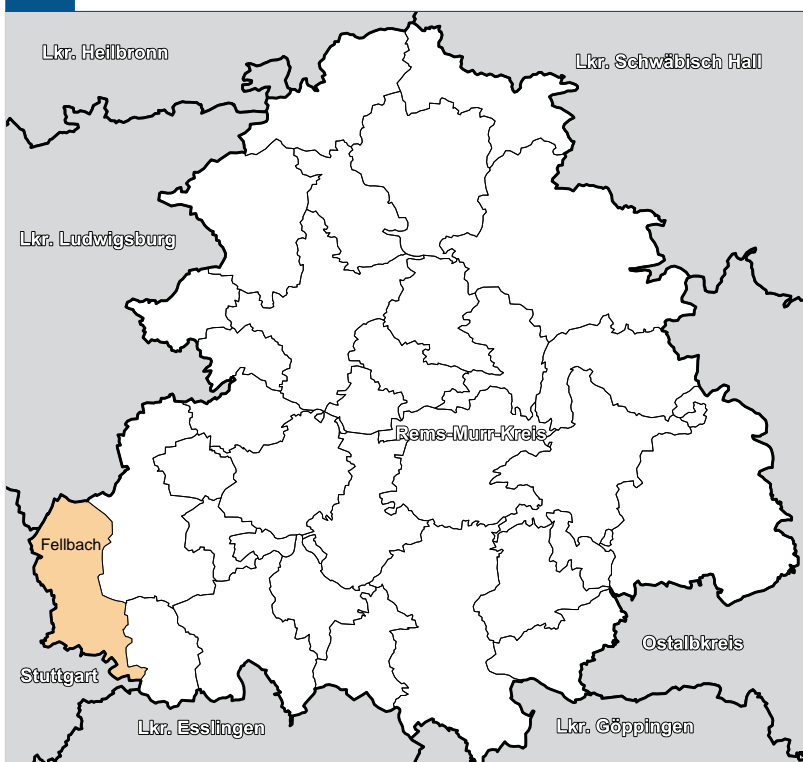 Lkr. Heilbronn
Lkr. Schwäbisch Hall
Lkr. Ludwigsburg
Rems-Murr-Kreis
Fellbach
Ostalbkreis
Stuttgart
Lkr. Esslingen
Lkr. Göppingen